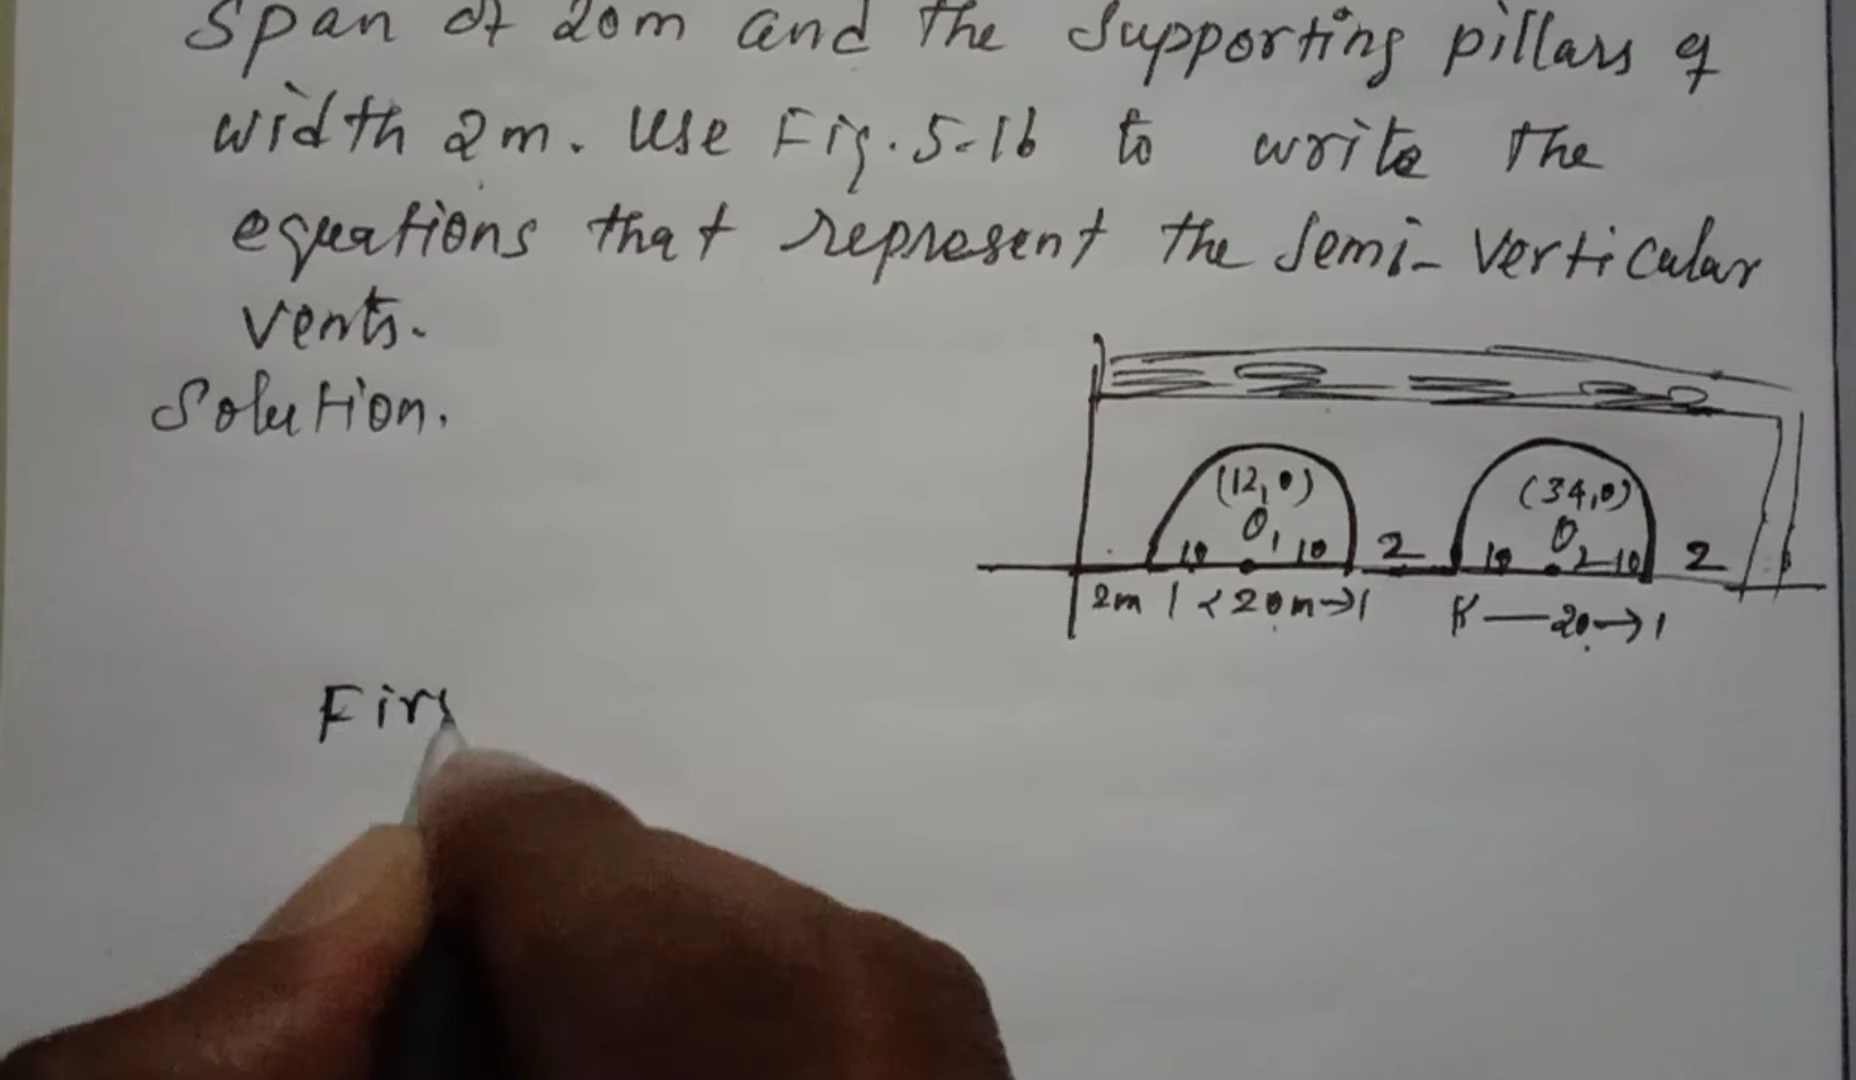 Span of 20m and the supporting pillars of
width 2m. Use Fig. 5-16 to write the
equations that represent the semi-verticular
vents.
Solution.
(12,0) (34,0)
O1 O2
10 10 2 10 10 2
2m 20m 20
Firs